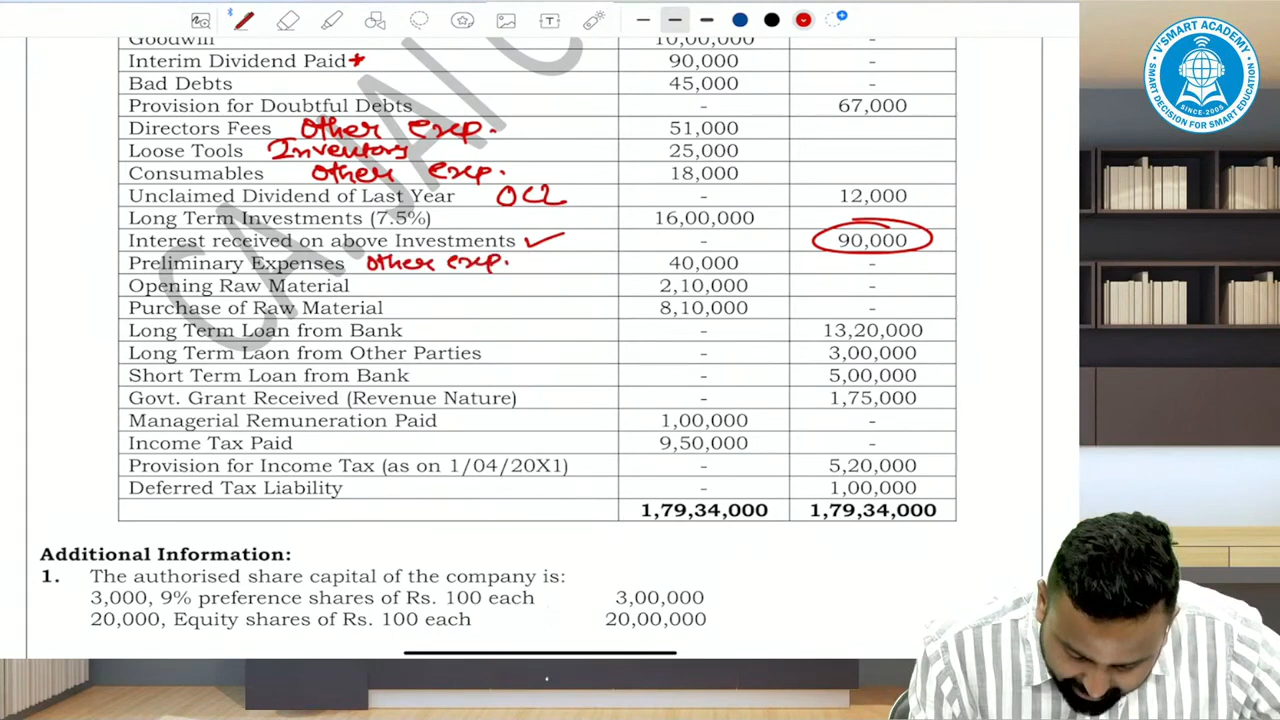 Goodwill 10,00,000 -
Interim Dividend Paid 90,000 -
Bad Debts 45,000 -
Provision for Doubtful Debts - 67,000
Directors Fees Other exp. 51,000
Loose Tools Inventory 25,000
Consumables Other exp. 18,000
Unclaimed Dividend of Last Year OCL - 12,000
Long Term Investments (7.5%) 16,00,000
Interest received on above Investments ✓ - 90,000
Preliminary Expenses other exp. 40,000 -
Opening Raw Material 2,10,000 -
Purchase of Raw Material 8,10,000 -
Long Term Loan from Bank - 13,20,000
Long Term Laon from Other Parties - 3,00,000
Short Term Loan from Bank - 5,00,000
Govt. Grant Received (Revenue Nature) - 1,75,000
Managerial Remuneration Paid 1,00,000 -
Income Tax Paid 9,50,000 -
Provision for Income Tax (as on 1/04/20X1) - 5,20,000
Deferred Tax Liability - 1,00,000
1,79,34,000 1,79,34,000
Additional Information:
1. The authorised share capital of the company is:
3,000, 9% preference shares of Rs. 100 each 3,00,000
20,000, Equity shares of Rs. 100 each 20,00,000
V'SMART ACADEMY
SINCE-2005
SMART DECISION FOR SMART EDUCATION